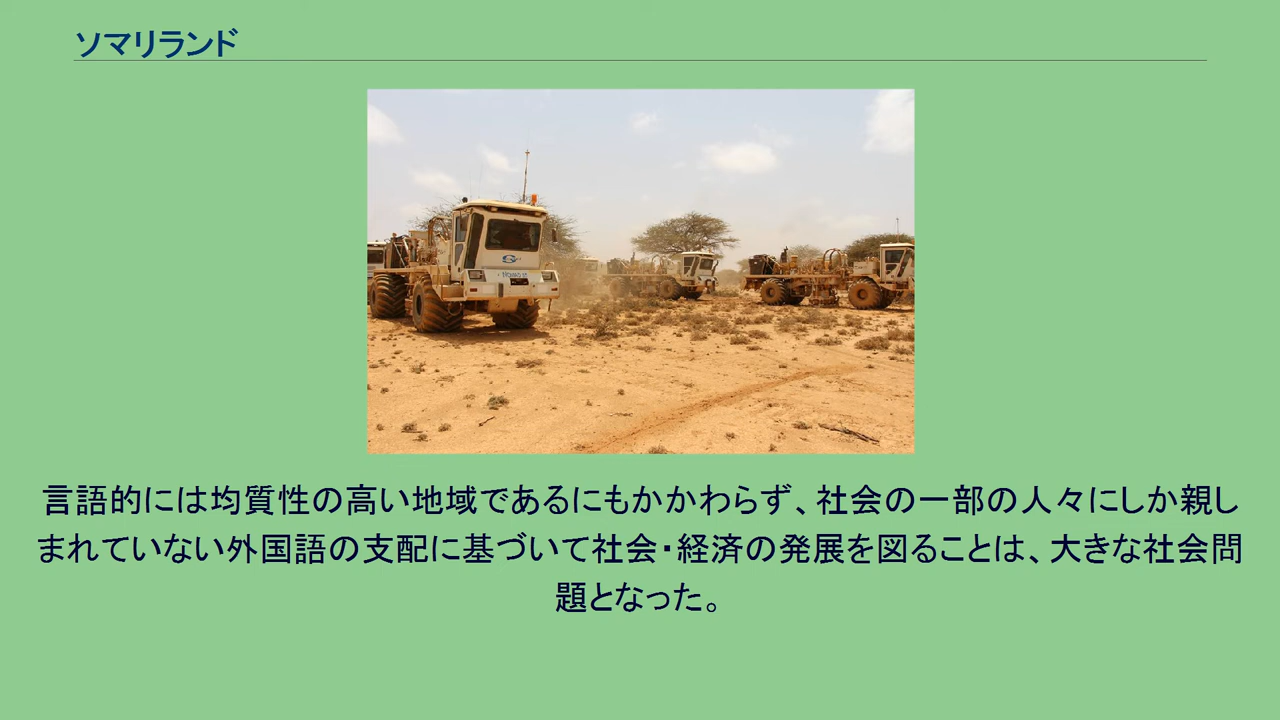 ソマリランド
言語的には均質性の高い地域であるにもかかわらず、社会の一部の人々にしか親し
まれていない外国語の支配に基づいて社会・経済の発展を図ることは、大きな社会問
題となった。